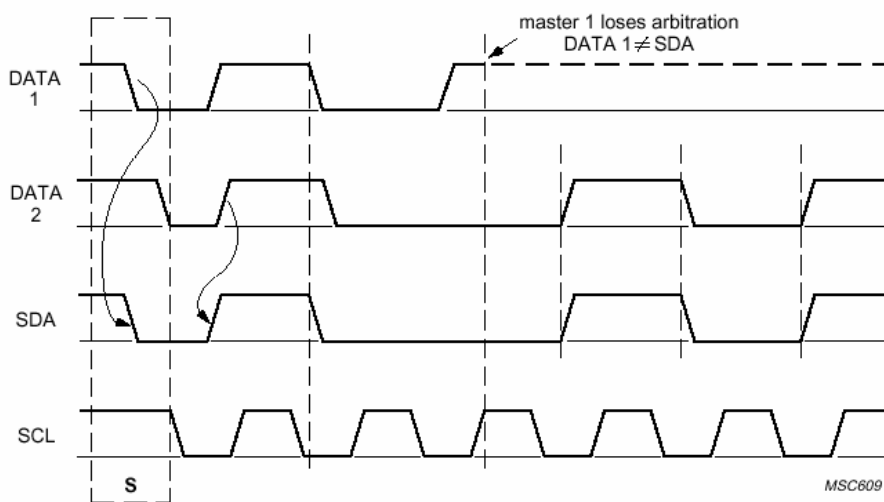 master 1 loses arbitration
DATA 1 ≠ SDA
DATA
1
DATA
2
SDA
SCL
S
MSC609